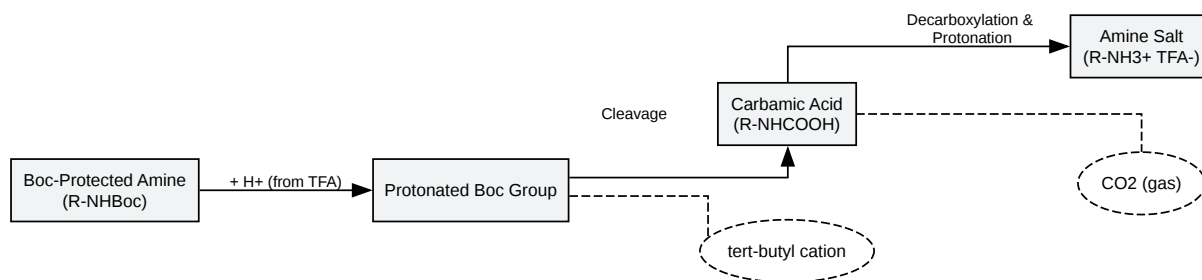 Boc-Protected Amine
(R-NHBoc)
+ H+ (from TFA)
Protonated Boc Group
Cleavage
tert-butyl cation
Carbamic Acid
(R-NHCOOH)
Decarboxylation &
Protonation
CO2 (gas)
Amine Salt
(R-NH3+ TFA-)